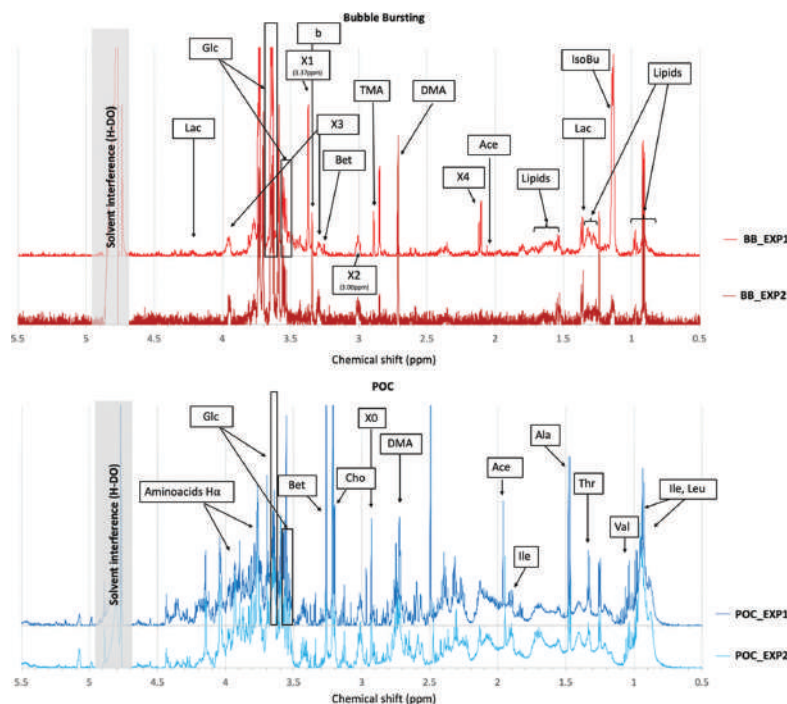 Bubble Bursting
b
Glc
X1
(3.37ppm)
IsoBu
Lipids
TMA
DMA
Lac
X3
Lac
Ace
Bet
X4
Lipids
Solvent interference (H-DO)
BB_EXP1
X2
(3.00ppm)
BB_EXP2
5.5 5 4.5 4 3.5 3 2.5 2 1.5 1 0.5
Chemical shift (ppm)
POC
Glc
X0
DMA
Ala
Aminoacids Hα
Bet
Cho
Ace
Thr
Ile, Leu
Val
Ile
Solvent interference (H-DO)
POC_EXP1
POC_EXP2
5.5 5 4.5 4 3.5 3 2.5 2 1.5 1 0.5
Chemical shift (ppm)